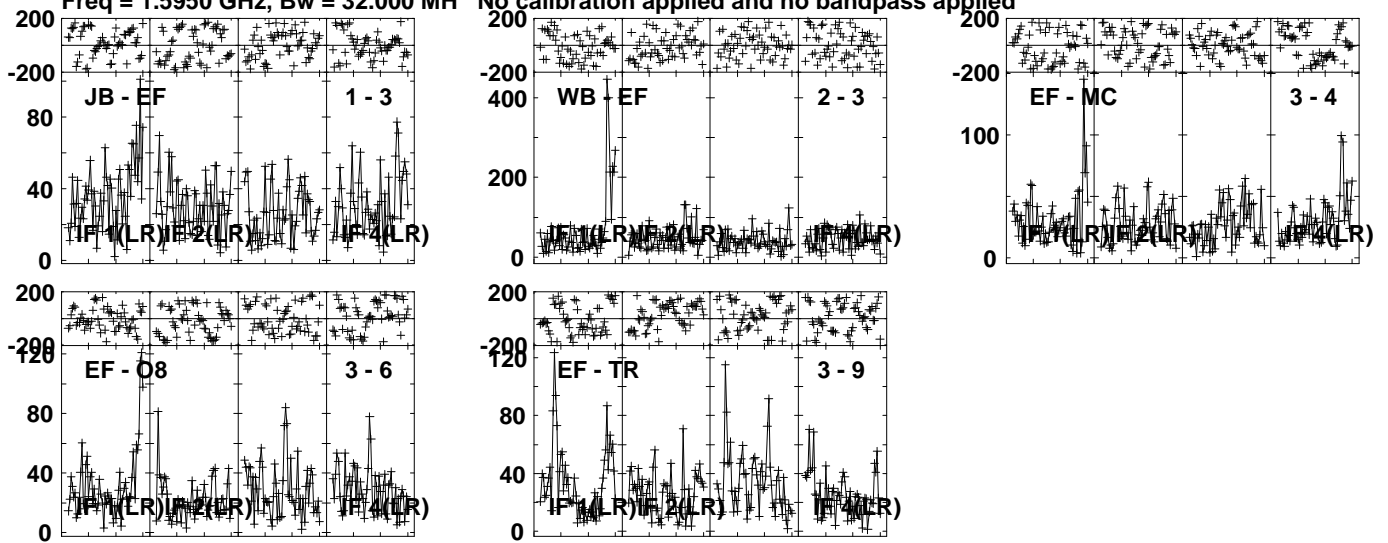 Freq = 1.5950 GHz, Bw = 32.000 MH No calibration applied and no bandpass applied
200
-200
JB - EF
1 - 3
80
40
0
IF 1(LR)
IF 2(LR)
IF 4(LR)
200
-200
WB - EF
2 - 3
400
200
0
IF 1(LR)
IF 2(LR)
IF 4(LR)
200
-200
EF - MC
3 - 4
100
0
IF 1(LR)
IF 2(LR)
IF 4(LR)
200
-200
120
EF - O8
3 - 6
80
40
0
IF 1(LR)
IF 2(LR)
IF 4(LR)
200
-200
120
EF - TR
3 - 9
80
40
0
IF 1(LR)
IF 2(LR)
IF 4(LR)